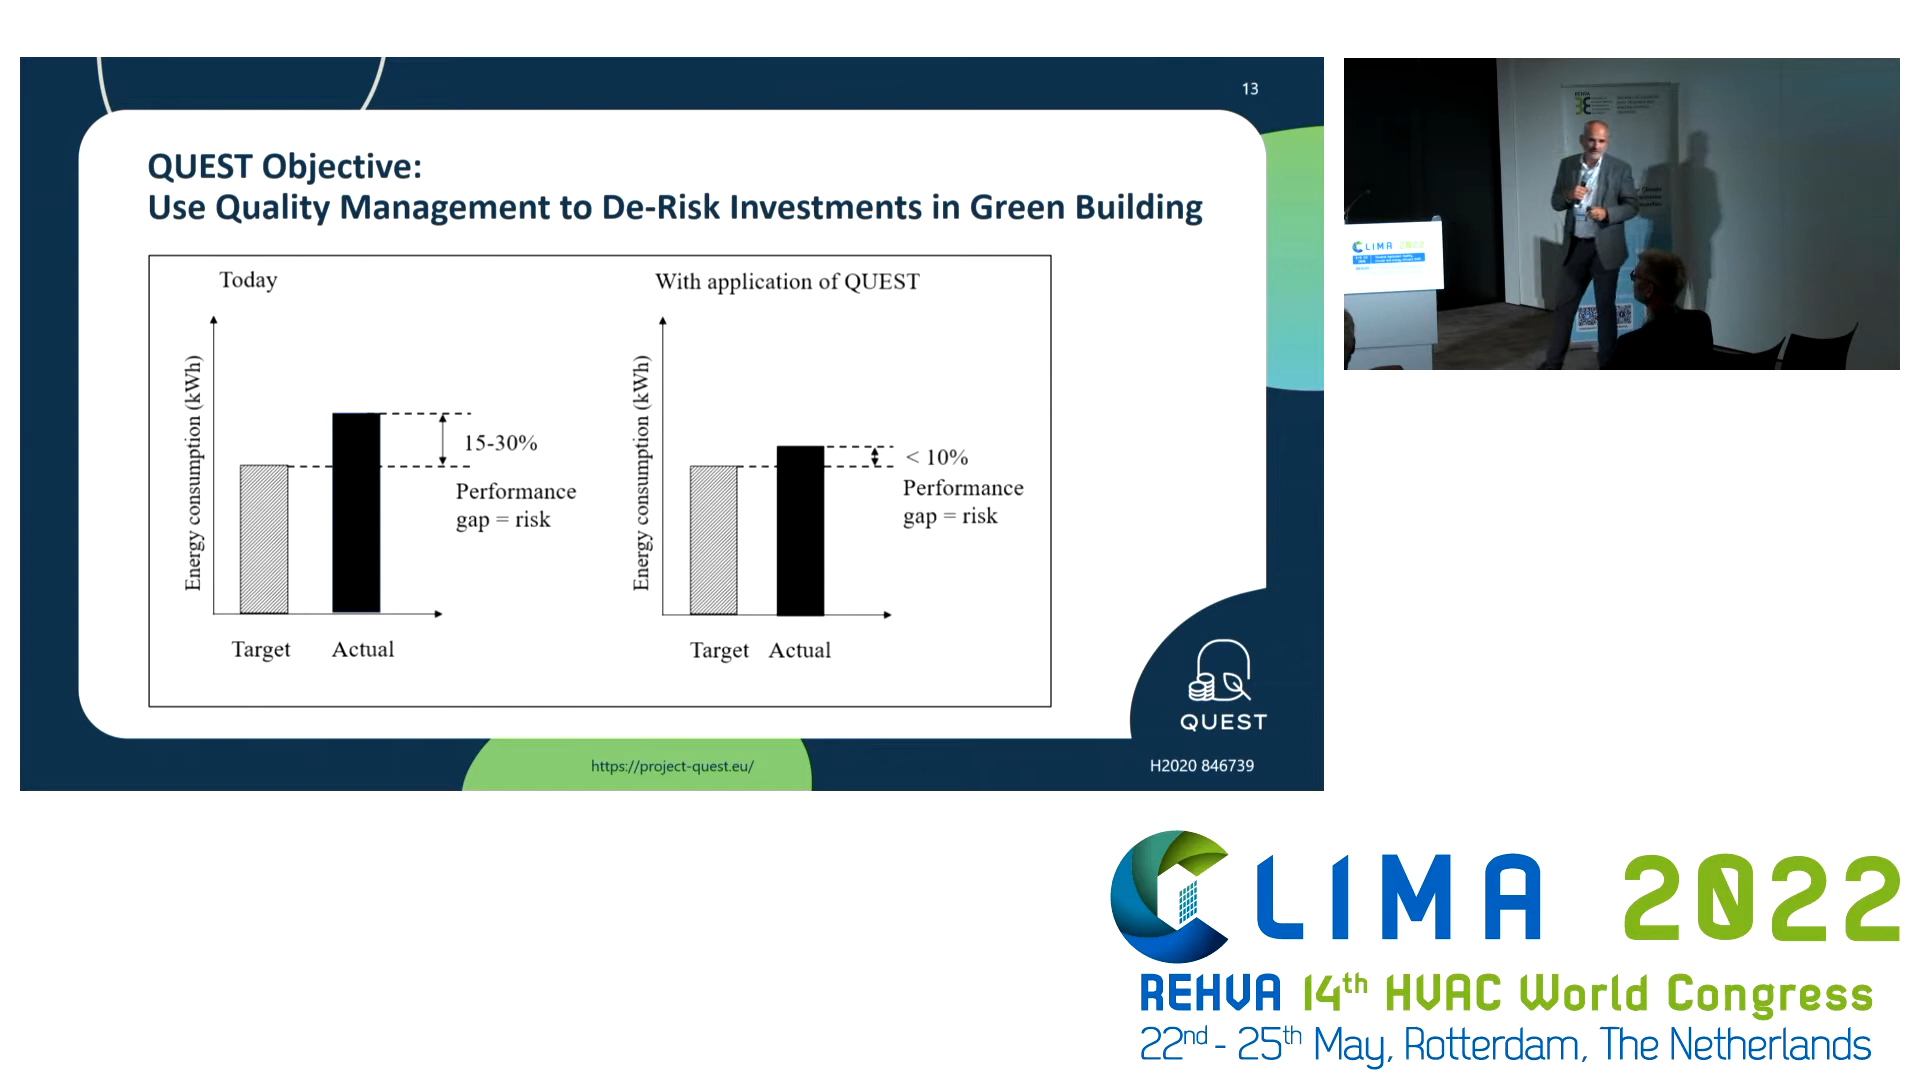 13
QUEST Objective:
Use Quality Management to De-Risk Investments in Green Building
Today
With application of QUEST
Energy consumption (kWh)
15-30%
Performance
gap = risk
Target
Actual
Energy consumption (kWh)
< 10%
Performance
gap = risk
Target
Actual
QUEST
https://project-quest.eu/
H2020 846739
REHVA
CLIMA 2022
CLIMA 2022
REHVA 14th HVAC World Congress
22nd - 25th May, Rotterdam, The Netherlands